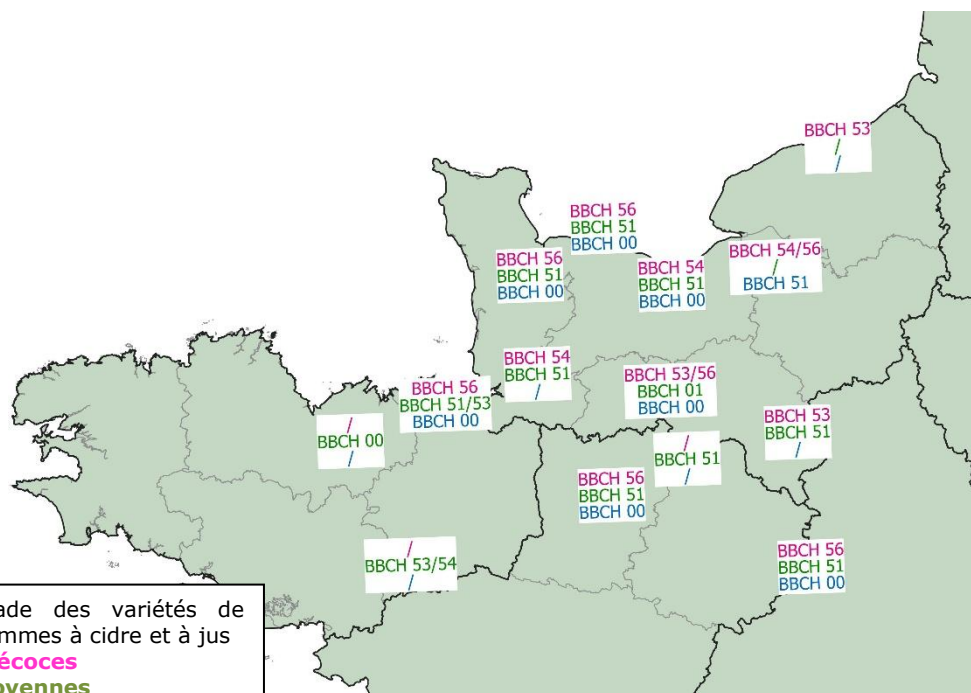 BBCH 53
/
/
BBCH 56
BBCH 51
BBCH 00
BBCH 54/56
/
BBCH 51
BBCH 56
BBCH 51
BBCH 00
BBCH 54
BBCH 51
BBCH 00
BBCH 54
BBCH 51
/
BBCH 53/56
BBCH 01
BBCH 00
BBCH 56
BBCH 51/53
BBCH 00
BBCH 53
BBCH 51
/
/
BBCH 00
/
/
BBCH 51
/
BBCH 56
BBCH 51
BBCH 00
/
BBCH 53/54
/
BBCH 56
BBCH 51
BBCH 00
ade des variétés de
mmes à cidre et à jus
écoces
oyennes